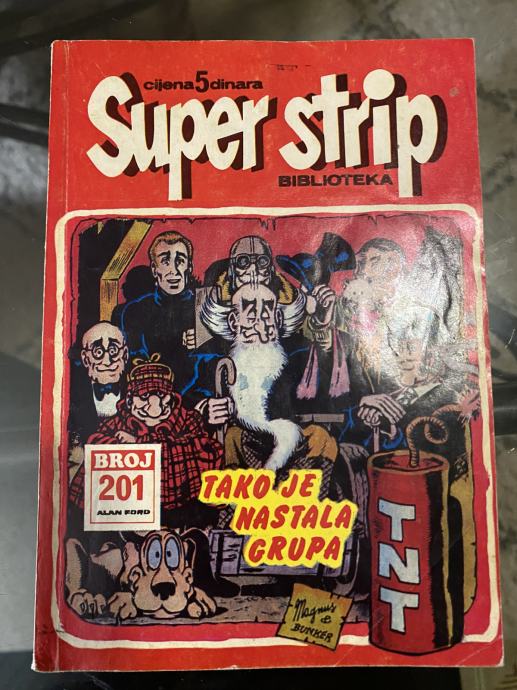 cijena 5 dinara
Super strip
BIBLIOTEKA
BROJ
201
ALAN FORD
TAKO JE
NASTALA
GRUPA
TNT
Magnus
&
BUNKER